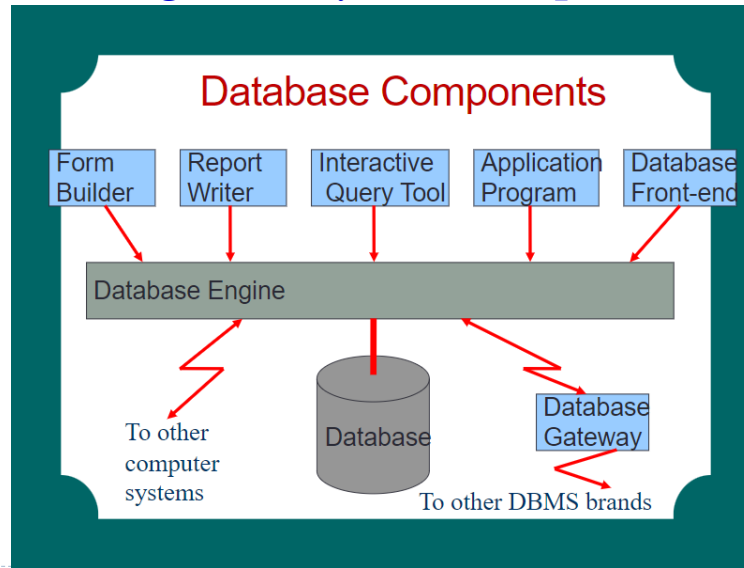 Database Components
Form
Builder
Report
Writer
Interactive
Query Tool
Application
Program
Database
Front-end
Database Engine
To other
computer
systems
Database
Database
Gateway
To other DBMS brands